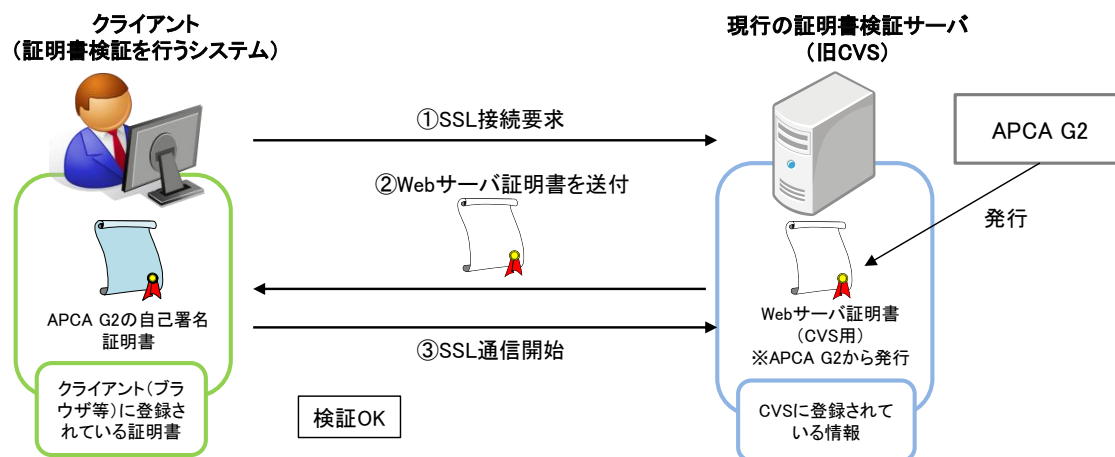 クライアント
（証明書検証を行うシステム）
現行の証明書検証サーバ
（旧CVS）
①SSL接続要求
APCA G2
②Webサーバ証明書を送付
発行
APCA G2の自己署名
証明書
Webサーバ証明書
（CVS用）
※APCA G2から発行
③SSL通信開始
クライアント（ブラ
ウザ等）に登録さ
れている証明書
検証OK
CVSに登録されて
いる情報